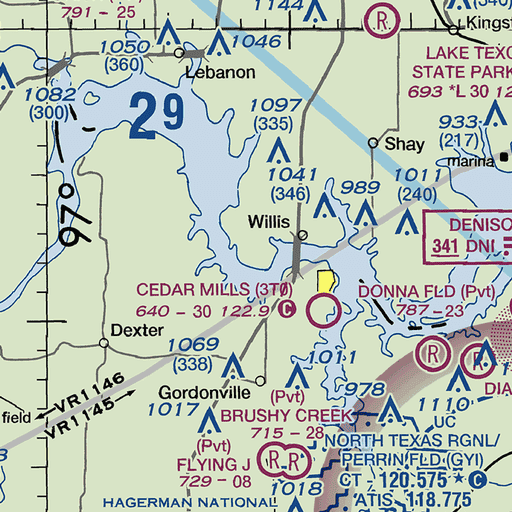 791 - 25
1144
R
Kingst
(340)
1050
(360)
1046
Lebanon
LAKE TEXO
STATE PARK
693 *L 30 12
1082
(300)
29
1097
(335)
933
(217)
Shay
marina
1041
(346)
989
1011
(240)
97°
Willis
DENISO
341 DNI
CEDAR MILLS (3T0)
640 - 30 122.9 C
DONNA FLD (Pvt)
787 - 23
Dexter
R
R
1069
(338)
1011
Gordonville
(Pvt)
978
1110
DIA
VR1146
VR1145
field
1017
BRUSHY CREEK
715 - 28
UC
(Pvt)
FLYING J
729 - 08
R R
NORTH TEXAS RGNL/
PERRIN FLD (GYI)
CT - 120.575 * C
ATIS 118.775
1018
HAGERMAN NATIONAL